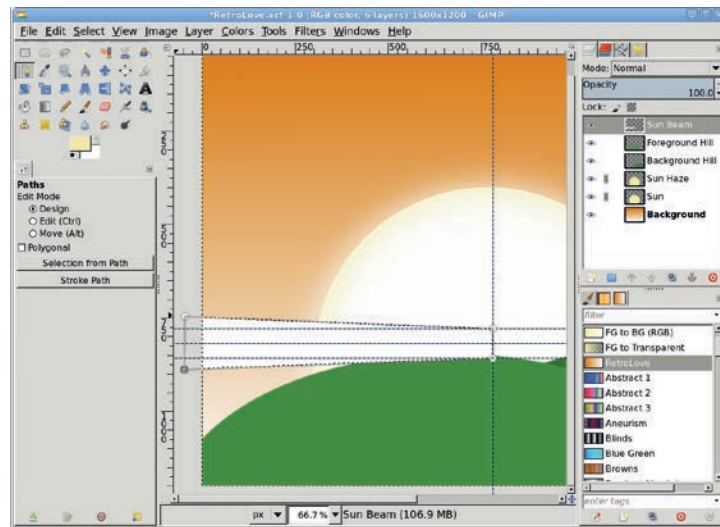 *RetroLove.xcf-1.0 (RGB color, 6 layers) 1600x1200 – GIMP
File Edit Select View Image Layer Colors Tools Filters Windows Help
0 250 500 750
Mode: Normal
Opacity
100.0
Lock:
Sun Beam
Foreground Hill
Background Hill
Sun Haze
Sun
Background
Paths
Edit Mode
Design
Edit (Ctrl)
Move (Alt)
Polygonal
Selection from Path
Stroke Path
filter
FG to BG (RGB)
FG to Transparent
RetroLove
Abstract 1
Abstract 2
Abstract 3
Aneurism
Blinds
Blue Green
Browns
enter tags
px 66.7% Sun Beam (106.9 MB)